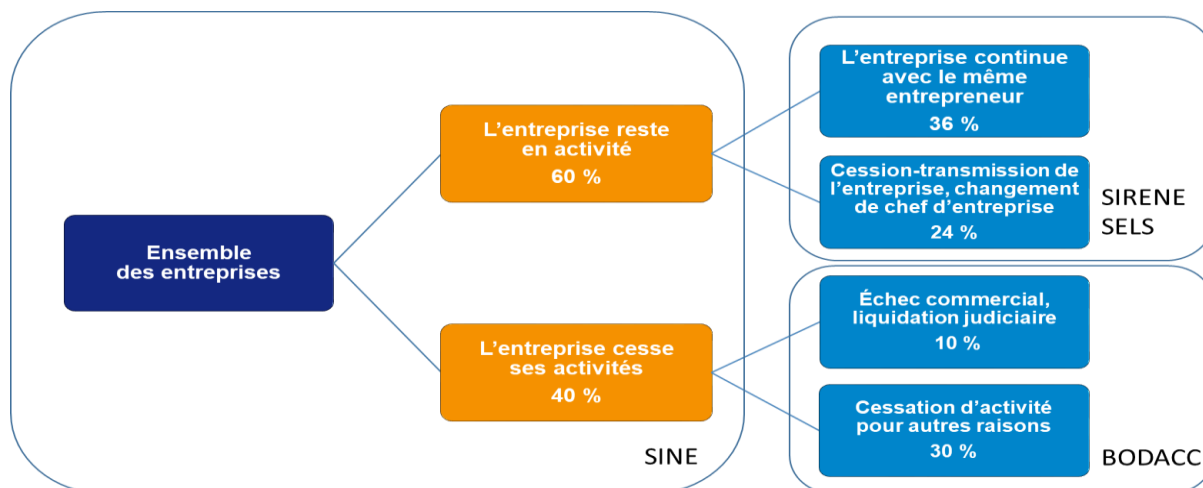 Ensemble
des entreprises
L'entreprise reste
en activité
60 %
L'entreprise cesse
ses activités
40 %
SINE
L'entreprise continue
avec le même
entrepreneur
36 %
Cession-transmission de
l'entreprise, changement
de chef d'entreprise
24 %
SIRENE
SELS
Échec commercial,
liquidation judiciaire
10 %
Cessation d'activité
pour autres raisons
30 %
BODACC